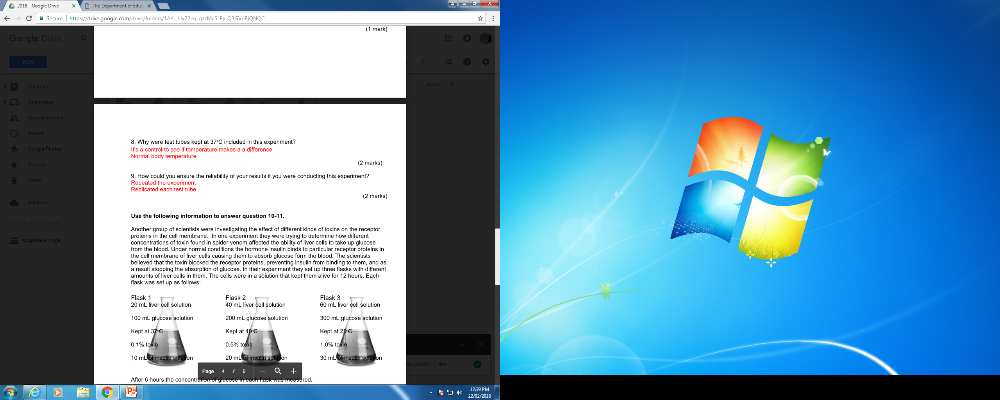 2018 - Google Drive
The Department of Educ
Secure
https://drive.google.com/drive/folders/1AY__Uy22eq_qzzMc5_Py-Q3GVeRjQNQC
Google Drive
NEW
My Drive
Computers
Shared with me
Recent
Google Photos
Starred
Trash
Backups
706 MB of 15 GB used
Upgrade storage
Name
(1 mark)
8. Why were test tubes kept at 37°C included in this experiment?
It's a control-to see if temperature makes a a difference
Normal body temperature
(2 marks)
9. How could you ensure the reliability of your results if you were conducting this experiment?
Repeated the experiment
Replicated each test tube
(2 marks)
Use the following information to answer question 10-11.
Another group of scientists were investigating the effect of different kinds of toxins on the receptor
proteins in the cell membrane.  In one experiment they were trying to determine how different
concentrations of toxin found in spider venom affected the ability of liver cells to take up glucose
from the blood. Under normal conditions the hormone insulin binds to particular receptor proteins in
the cell membrane of liver cells causing them to absorb glucose form the blood. The scientists
believed that the toxin blocked the receptor proteins, preventing insulin from binding to them, and as
a result stopping the absorption of glucose. In their experiment they set up three flasks with different
amounts of liver cells in them. The cells were in a solution that kept them alive for 12 hours. Each
flask was set up as follows:
Flask 1
20 mL liver cell solution
100 mL glucose solution
Kept at 37°C
0.1% toxin
10 mL of insulin solution
Flask 2
40 mL liver cell solution
200 mL glucose solution
Kept at 40°C
0.5% toxin
20 mL of insulin solution
Flask 3
60 mL liver cell solution
300 mL glucose solution
Kept at 25°C
1.0% toxin
30 mL of insulin solution
After 6 hours the concentration of glucose in each flask was measured.
Page 4 / 5
ANSWERS (1).doc
12:39 PM
22/02/2018